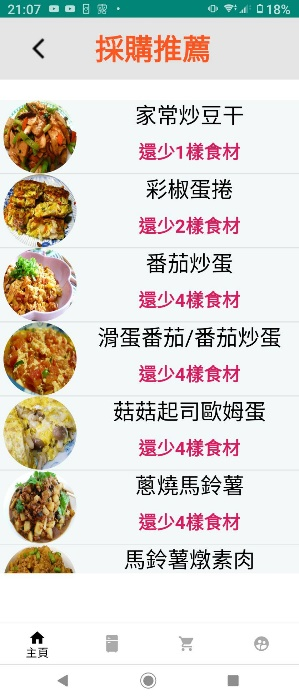 21:07
18%
採購推薦
家常炒豆干
還少1樣食材
彩椒蛋捲
還少2樣食材
番茄炒蛋
還少4樣食材
滑蛋番茄/番茄炒蛋
還少4樣食材
菇菇起司歐姆蛋
還少4樣食材
蔥燒馬鈴薯
還少4樣食材
馬鈴薯燉素肉
主頁